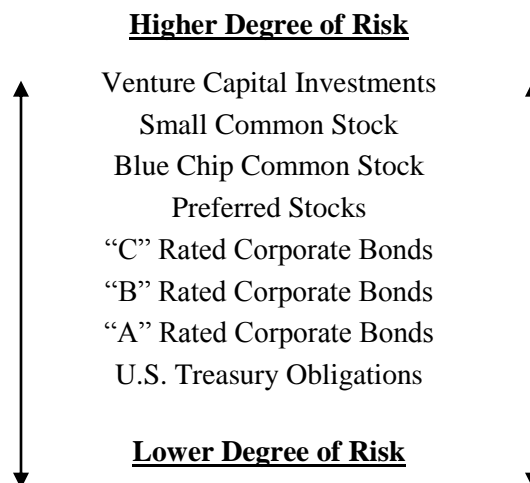 Higher Degree of Risk
Venture Capital Investments
Small Common Stock
Blue Chip Common Stock
Preferred Stocks
“C” Rated Corporate Bonds
“B” Rated Corporate Bonds
“A” Rated Corporate Bonds
U.S. Treasury Obligations
Lower Degree of Risk